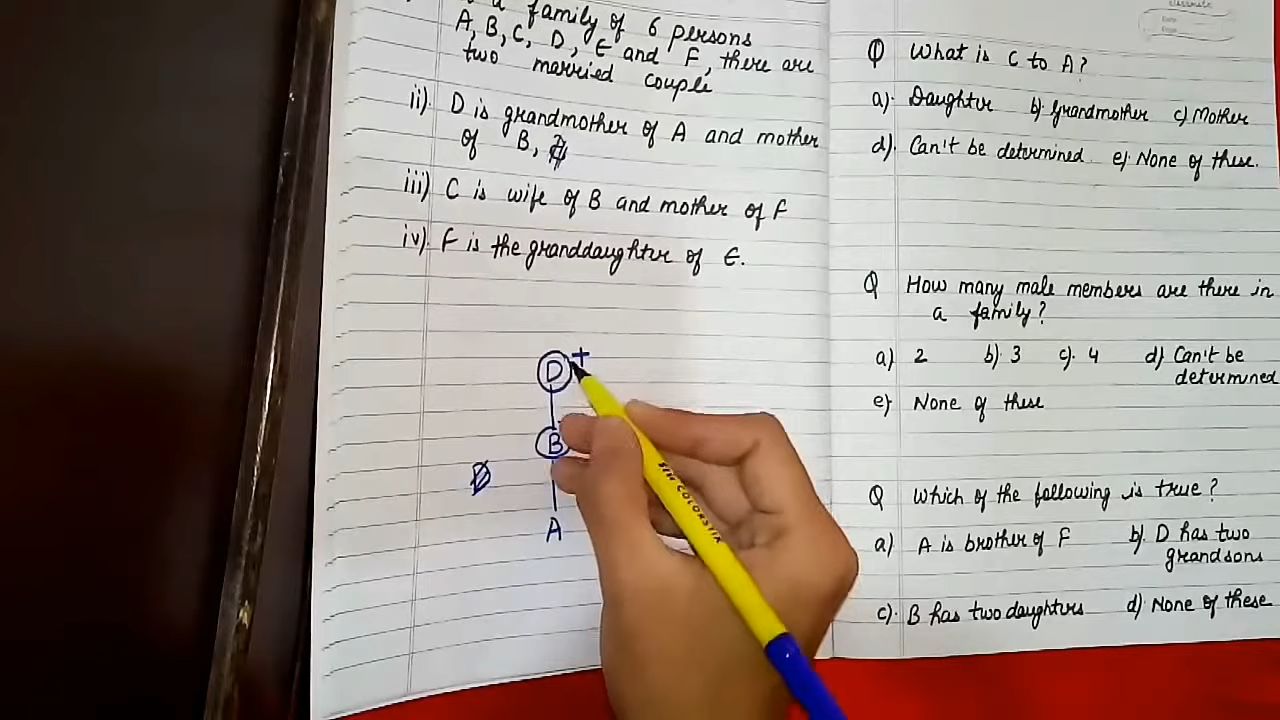 a family of 6 persons
A, B, C, D, E and F, there are
two married couple
ii). D is grandmother of A and mother
of B,
iii) C is wife of B and mother of F
iv). F is the granddaughter of E.
D +
B
A
Q What is C to A?
a). Daughter b). Grandmother c) Mother
d). Can't be determined e). None of these.
Q How many male members are there in
a family?
a) 2 b). 3 c). 4 d) Can't be
determined
e) None of these
Q Which of the following is true?
a) A is brother of F b). D has two
grandsons
c). B has two daughters d). None of these